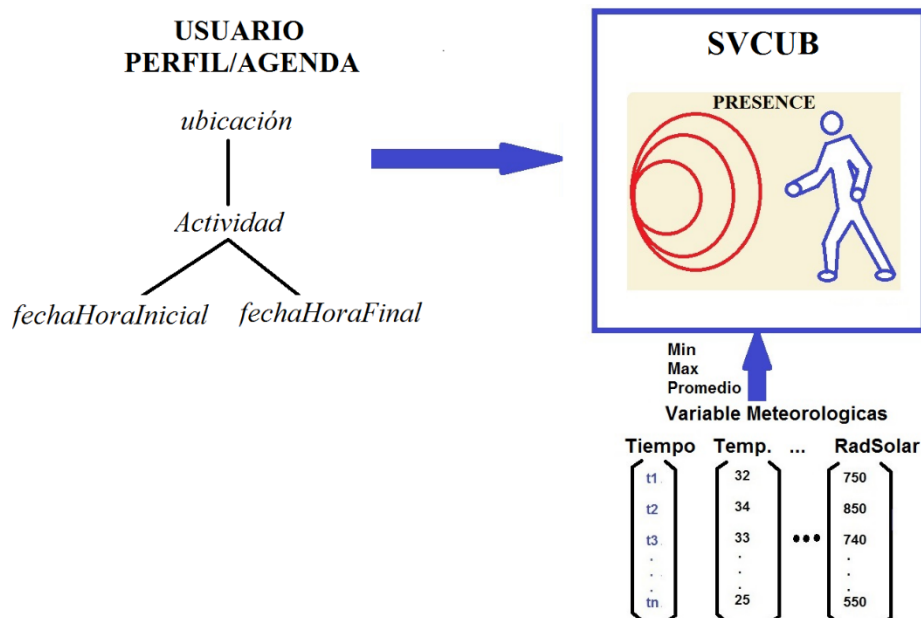 USUARIO
PERFIL/AGENDA
ubicación
Actividad
fechaHoraInicial fechaHoraFinal
SVCUB
PRESENCE
Min
Max
Promedio
Variable Meteorologicas
Tiempo Temp. ... RadSolar
t1. 32 750
t2 34 850
t3. 33 ... 740
. . .
. . .
. . .
tn. 25 550